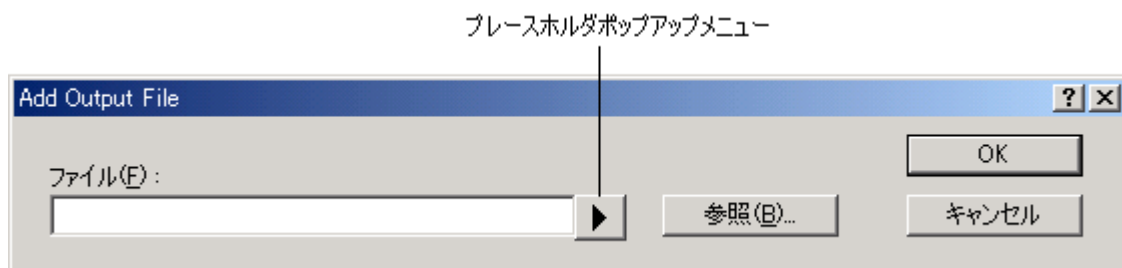 プレースホルダポップアップメニュー
Add Output File
ファイル(F):
OK
参照(B)...
キャンセル